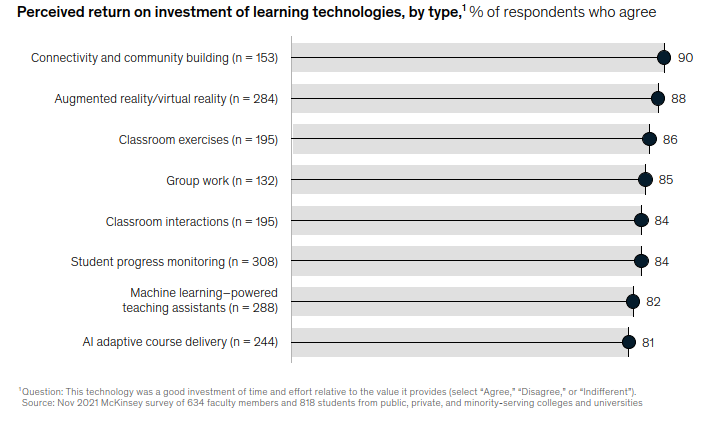 Perceived return on investment of learning technologies, by type,¹ % of respondents who agree
Connectivity and community building (n = 153) 90
Augmented reality/virtual reality (n = 284) 88
Classroom exercises (n = 195) 86
Group work (n = 132) 85
Classroom interactions (n = 195) 84
Student progress monitoring (n = 308) 84
Machine learning–powered
teaching assistants (n = 288) 82
AI adaptive course delivery (n = 244) 81
¹Question: This technology was a good investment of time and effort relative to the value it provides (select “Agree,” “Disagree,” or “Indifferent”).
Source: Nov 2021 McKinsey survey of 634 faculty members and 818 students from public, private, and minority-serving colleges and universities